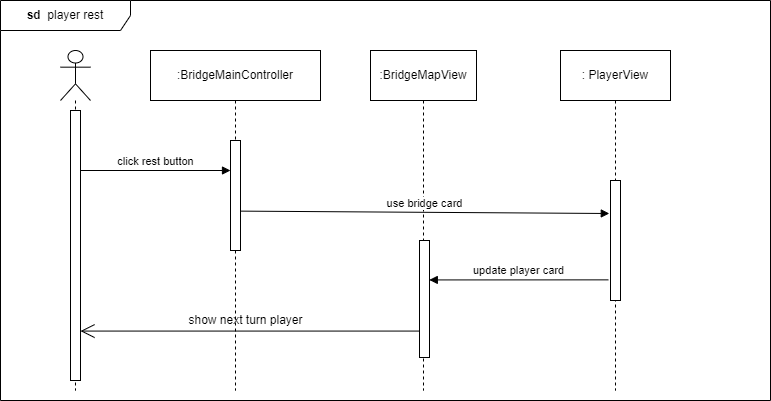 sd player rest
:BridgeMainController
:BridgeMapView
: PlayerView
click rest button
use bridge card
update player card
show next turn player